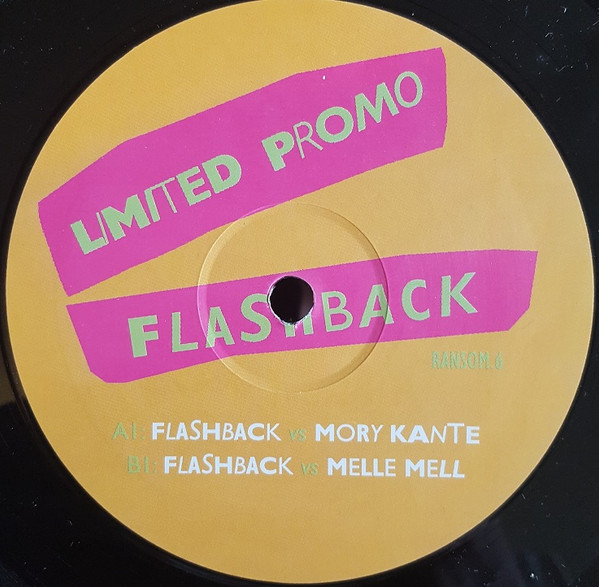 LIMITED PROMO
FLASHBACK
RANSOM 6
A1: FLASHBACK vs MORY KANTE
B1: FLASHBACK vs MELLE MELL